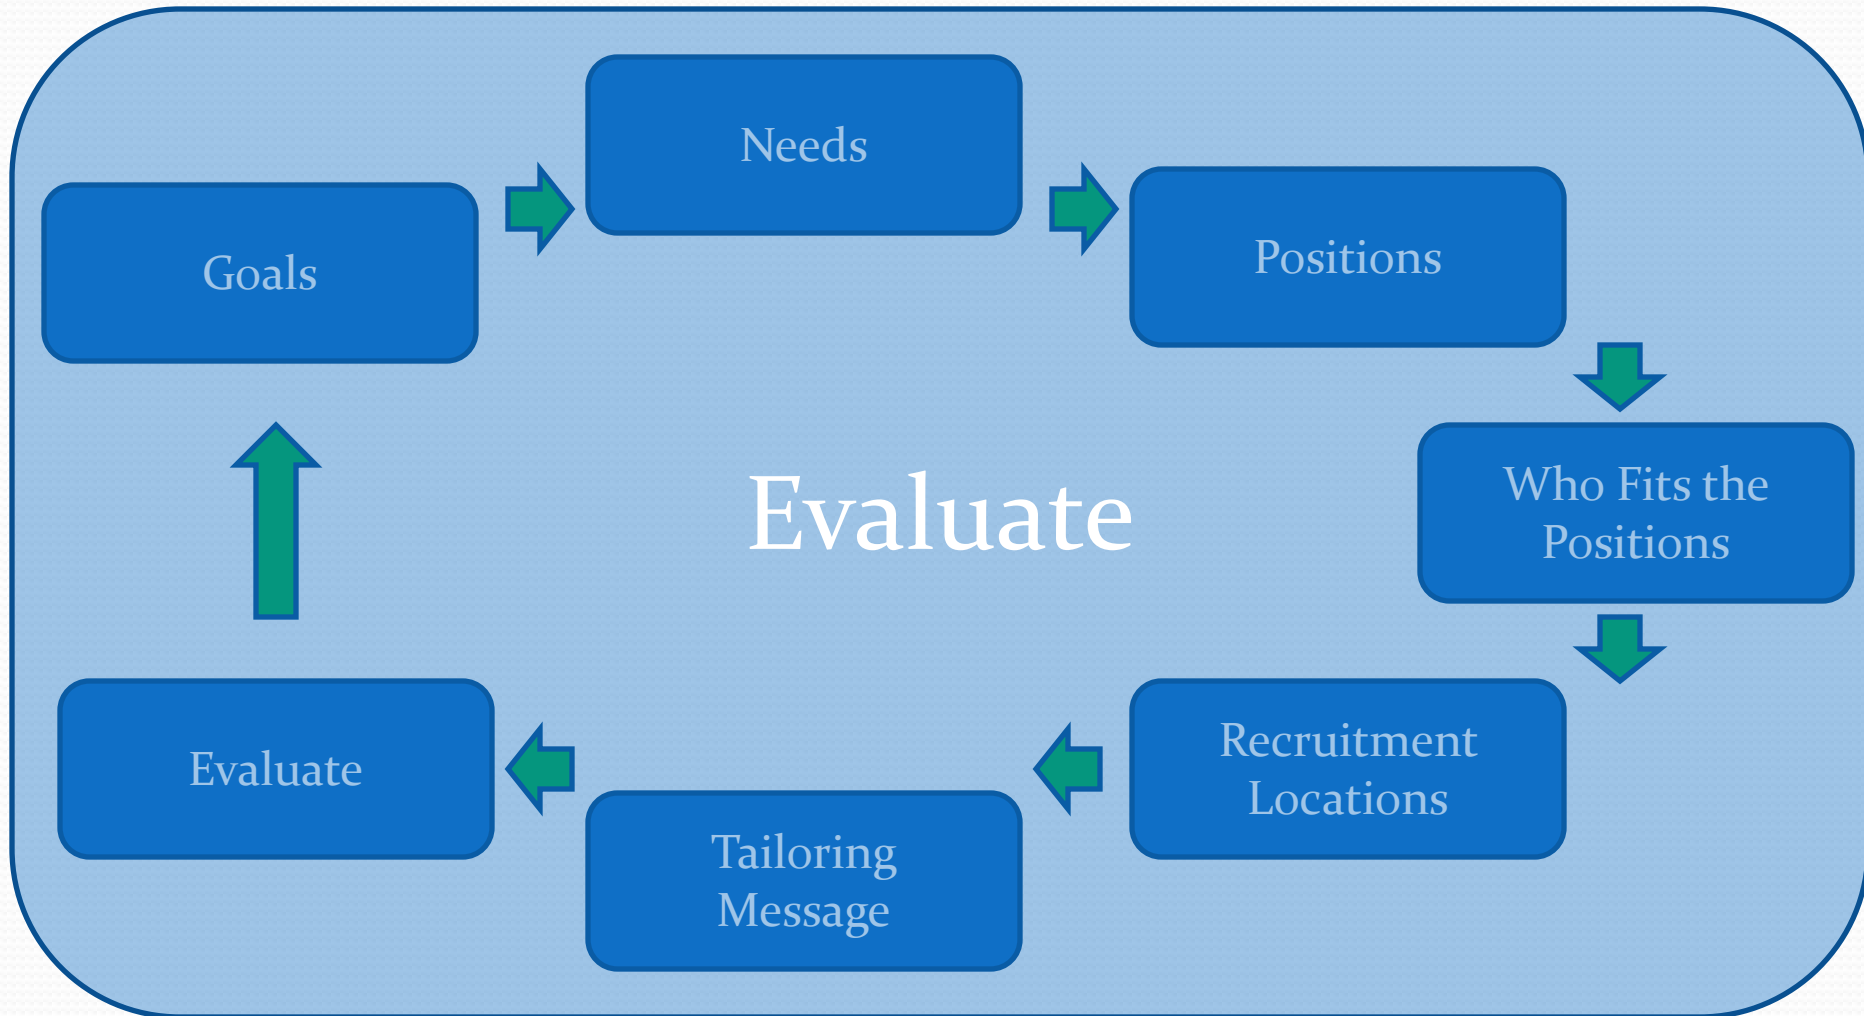 Needs
Goals
Positions
Evaluate
Who Fits the
Positions
Recruitment
Locations
Tailoring
Message
Evaluate